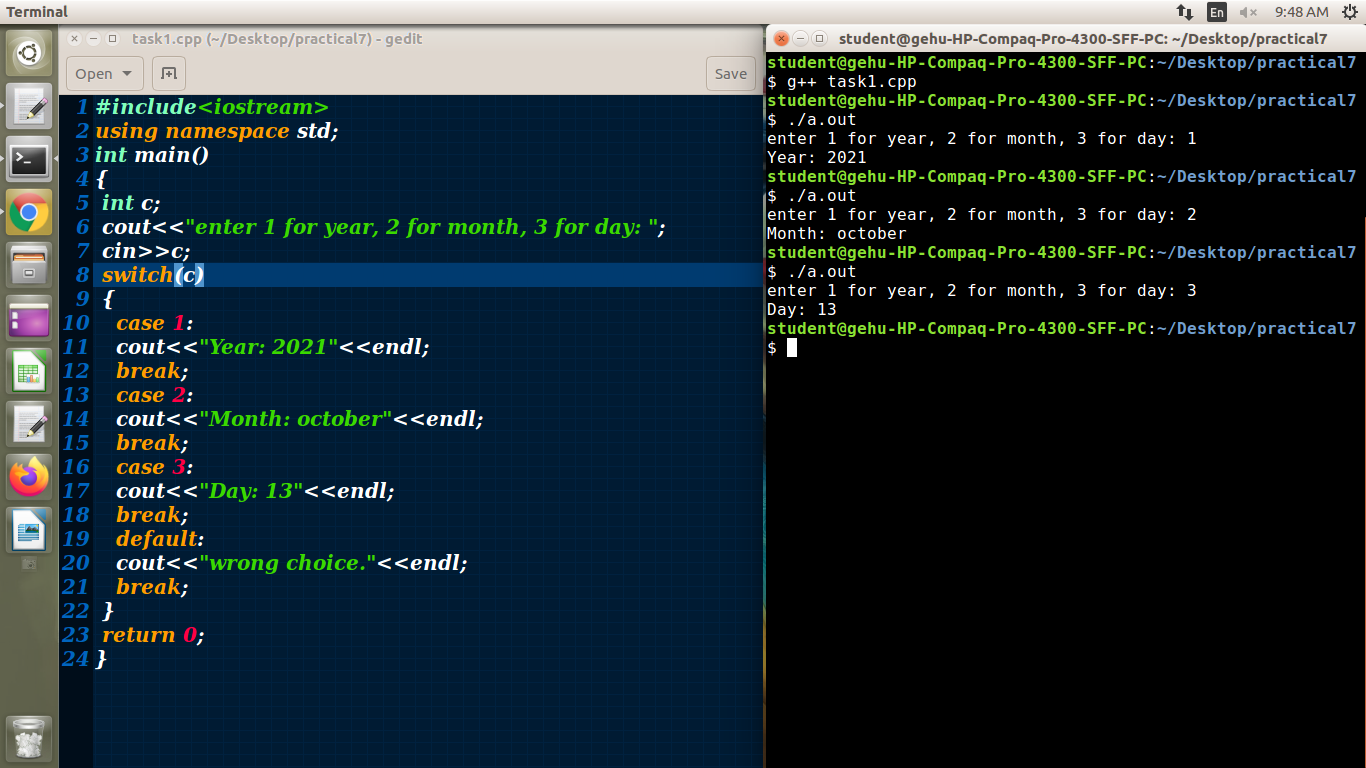 Terminal
En
9:48 AM
task1.cpp (~/Desktop/practical7) - gedit
Open
Save
1 #include<iostream>
2 using namespace std;
3 int main()
4 {
5 int c;
6 cout<<"enter 1 for year, 2 for month, 3 for day: ";
7 cin>>c;
8 switch(c)
9 {
10 case 1:
11 cout<<"Year: 2021"<<endl;
12 break;
13 case 2:
14 cout<<"Month: october"<<endl;
15 break;
16 case 3:
17 cout<<"Day: 13"<<endl;
18 break;
19 default:
20 cout<<"wrong choice."<<endl;
21 break;
22 }
23 return 0;
24 }
student@gehu-HP-Compaq-Pro-4300-SFF-PC: ~/Desktop/practical7
student@gehu-HP-Compaq-Pro-4300-SFF-PC:~/Desktop/practical7
$ g++ task1.cpp
student@gehu-HP-Compaq-Pro-4300-SFF-PC:~/Desktop/practical7
$ ./a.out
enter 1 for year, 2 for month, 3 for day: 1
Year: 2021
student@gehu-HP-Compaq-Pro-4300-SFF-PC:~/Desktop/practical7
$ ./a.out
enter 1 for year, 2 for month, 3 for day: 2
Month: october
student@gehu-HP-Compaq-Pro-4300-SFF-PC:~/Desktop/practical7
$ ./a.out
enter 1 for year, 2 for month, 3 for day: 3
Day: 13
student@gehu-HP-Compaq-Pro-4300-SFF-PC:~/Desktop/practical7
$